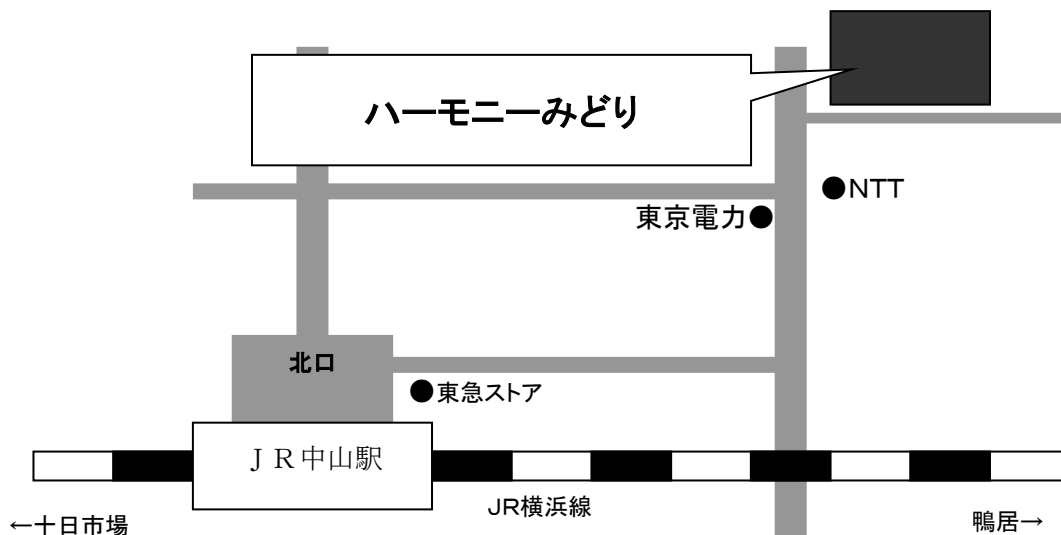 ハーモニーみどり
●NTT
東京電力●
北口
●東急ストア
ＪＲ中山駅
JR横浜線
←十日市場
鴨居→